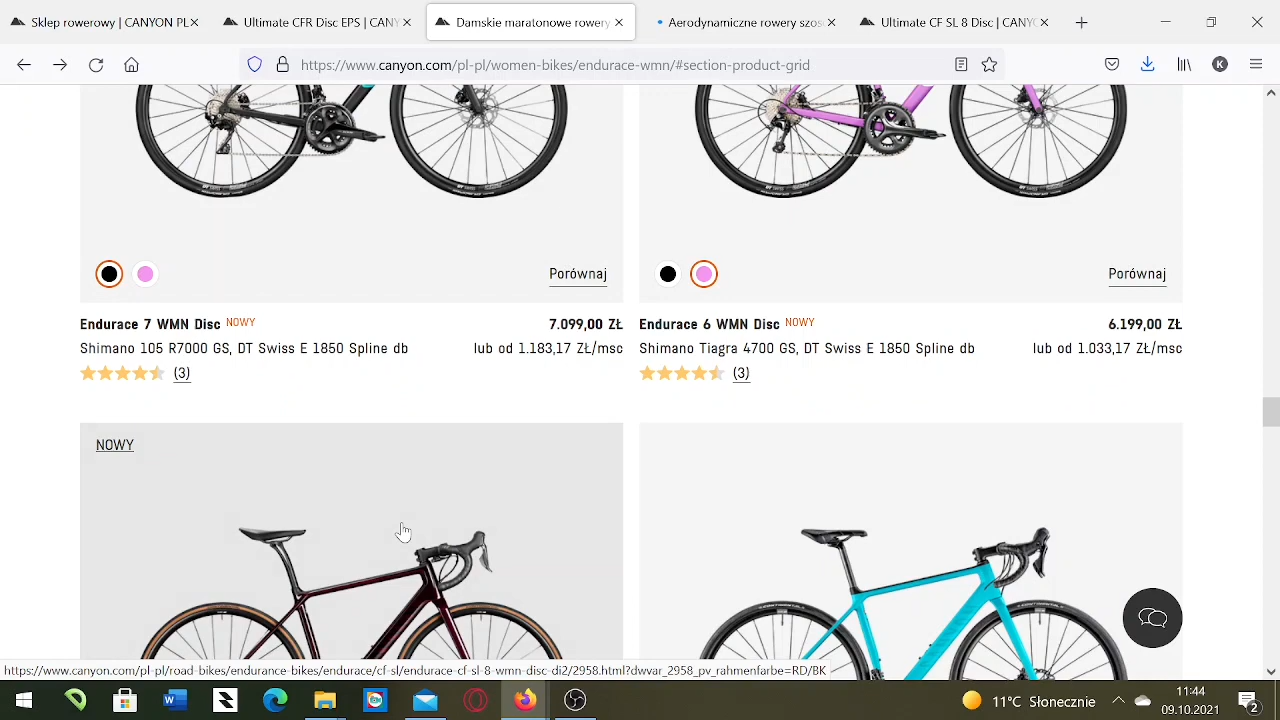 Sklep rowerowy | CANYON PL
Ultimate CFR Disc EPS | CANY
Damskie maratonowe rowery
Aerodynamiczne rowery szos
Ultimate CF SL 8 Disc | CANYO
https://www.canyon.com/pl-pl/women-bikes/endurace-wmn/#section-product-grid
K
Porównaj
Porównaj
Endurace 7 WMN Disc NOWY 7.099,00 ZŁ
Shimano 105 R7000 GS, DT Swiss E 1850 Spline db lub od 1.183,17 ZŁ/msc
(3)
Endurace 6 WMN Disc NOWY 6.199,00 ZŁ
Shimano Tiagra 4700 GS, DT Swiss E 1850 Spline db lub od 1.033,17 ZŁ/msc
(3)
NOWY
https://www.canyon.com/pl-pl/road-bikes/endurance-bikes/endurace/cf-sl/endurace-cf-sl-8-wmn-disc-di2/2958.html?dwvar_2958_pv_rahmenfarbe=RD/BK
11°C Słonecznie
11:44
09.10.2021
2